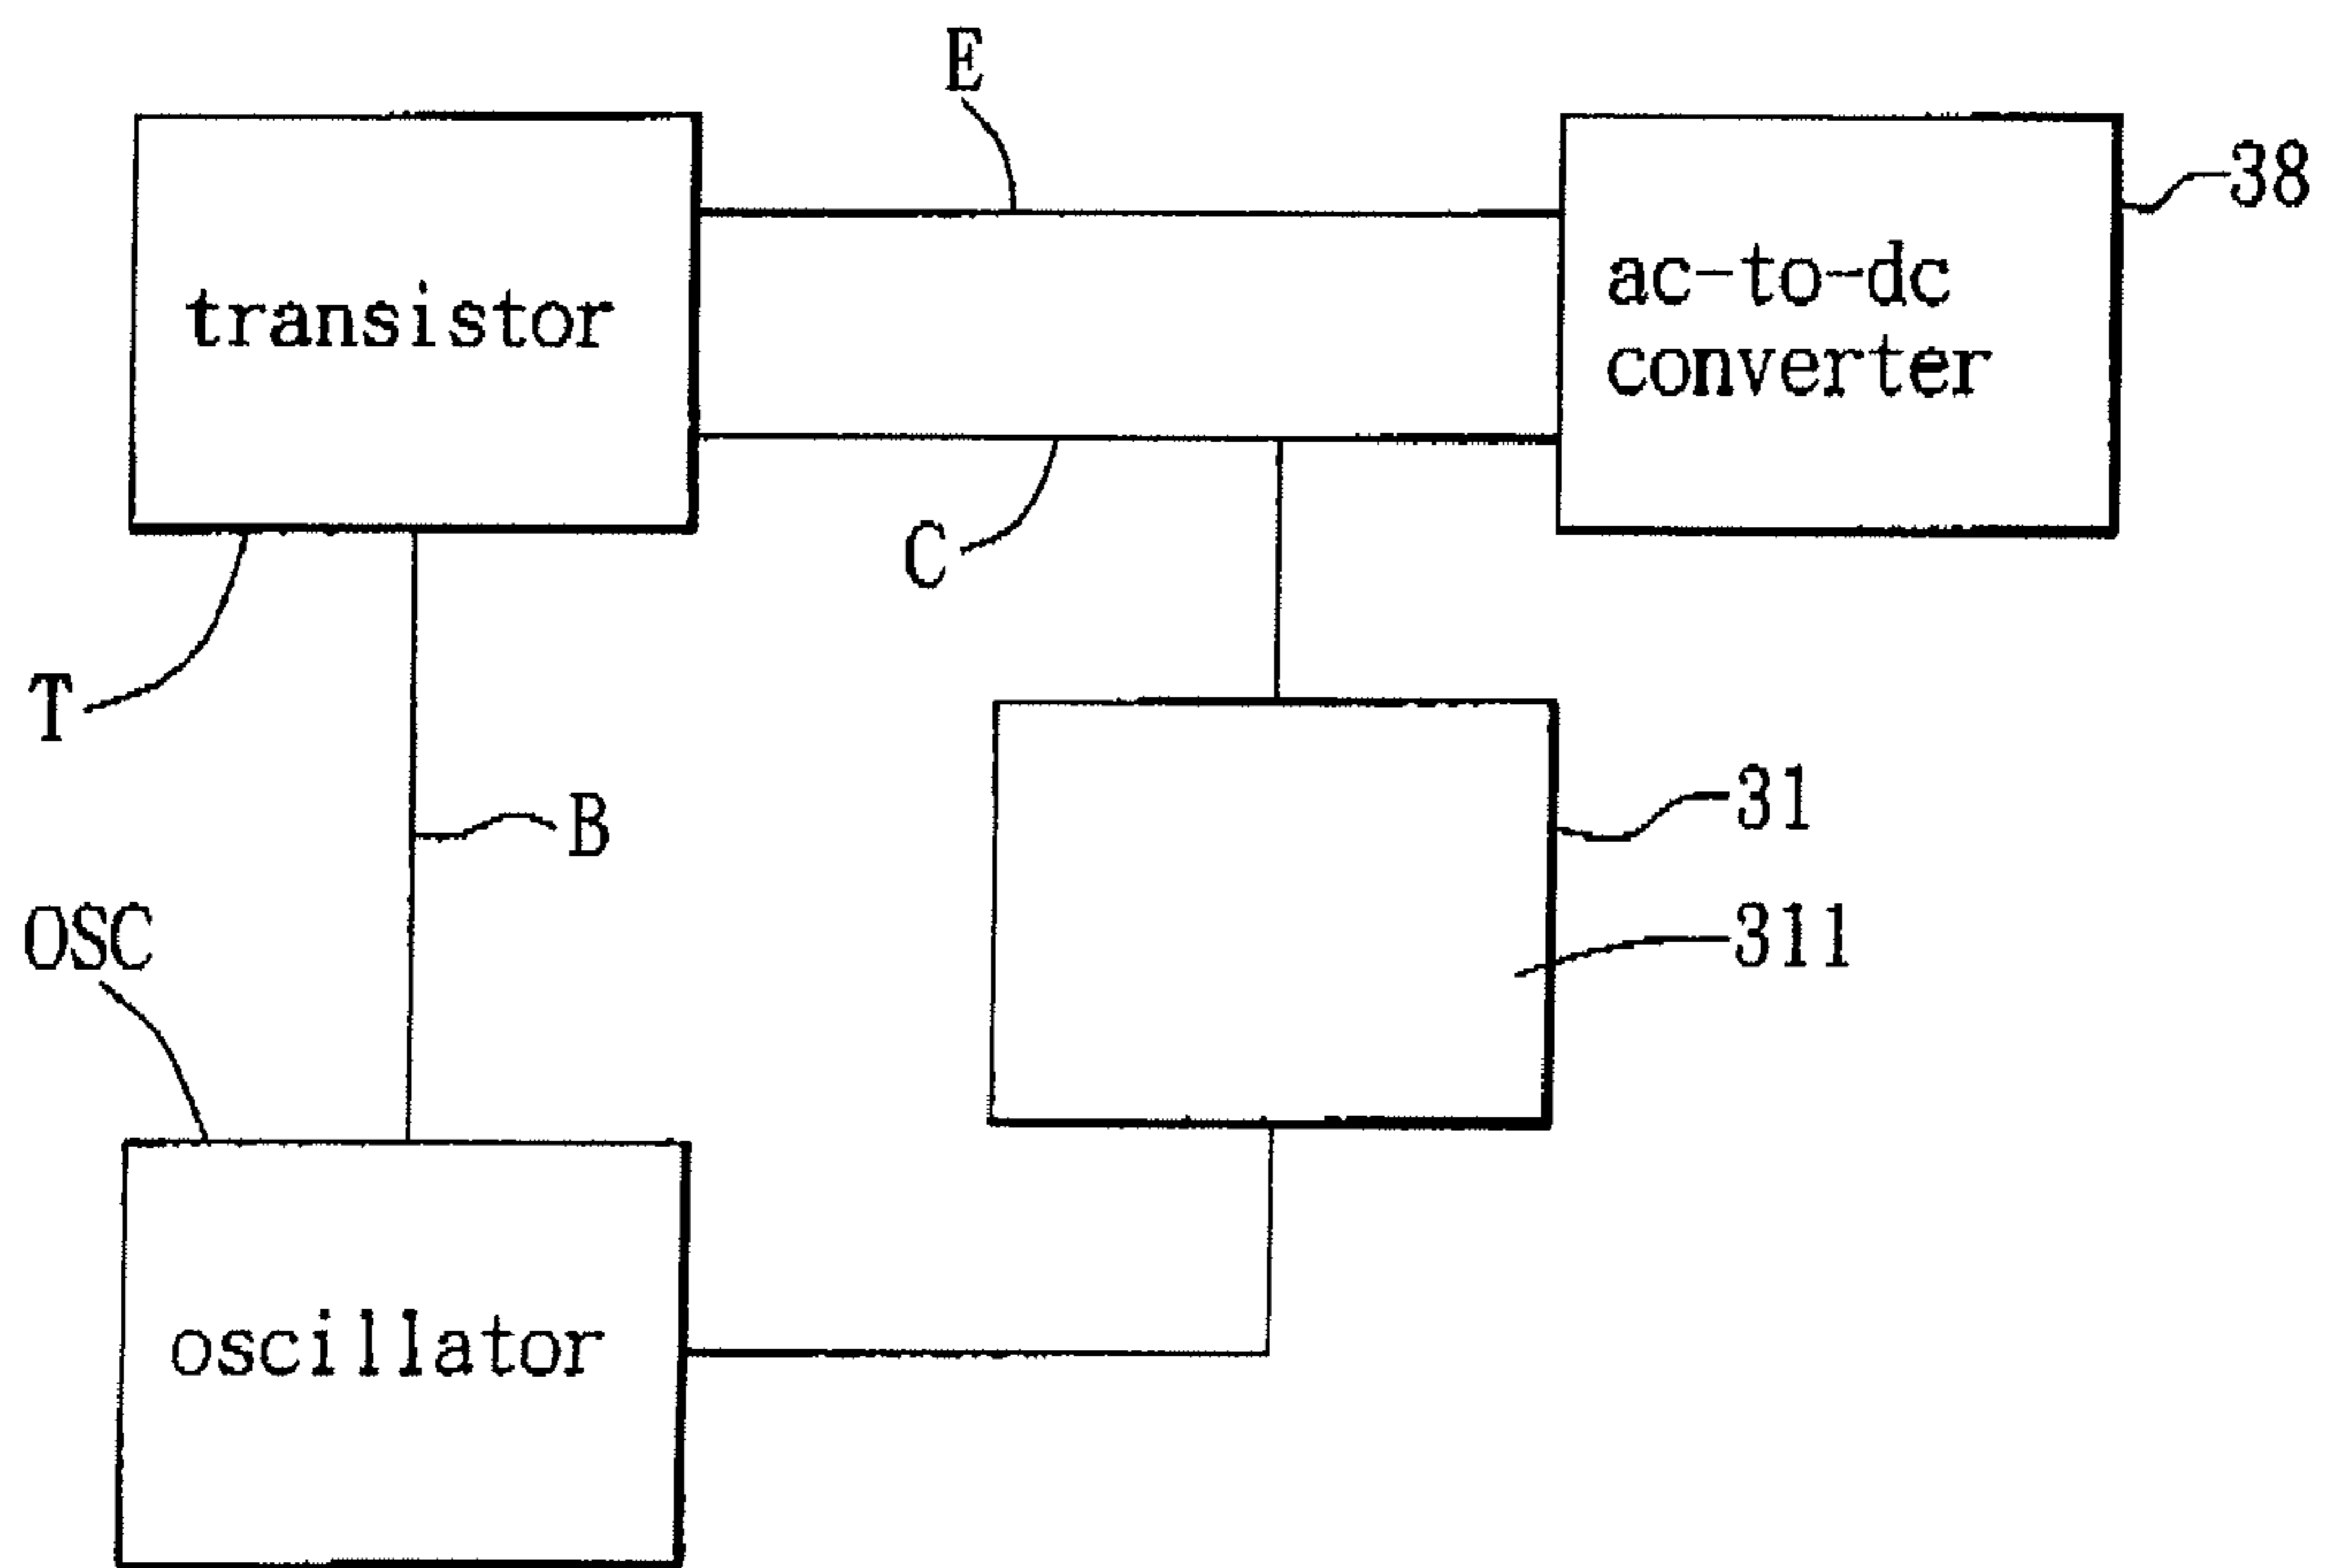 E
38
transistor
ac-to-dc
converter
C
T
B
31
OSC
311
oscillator